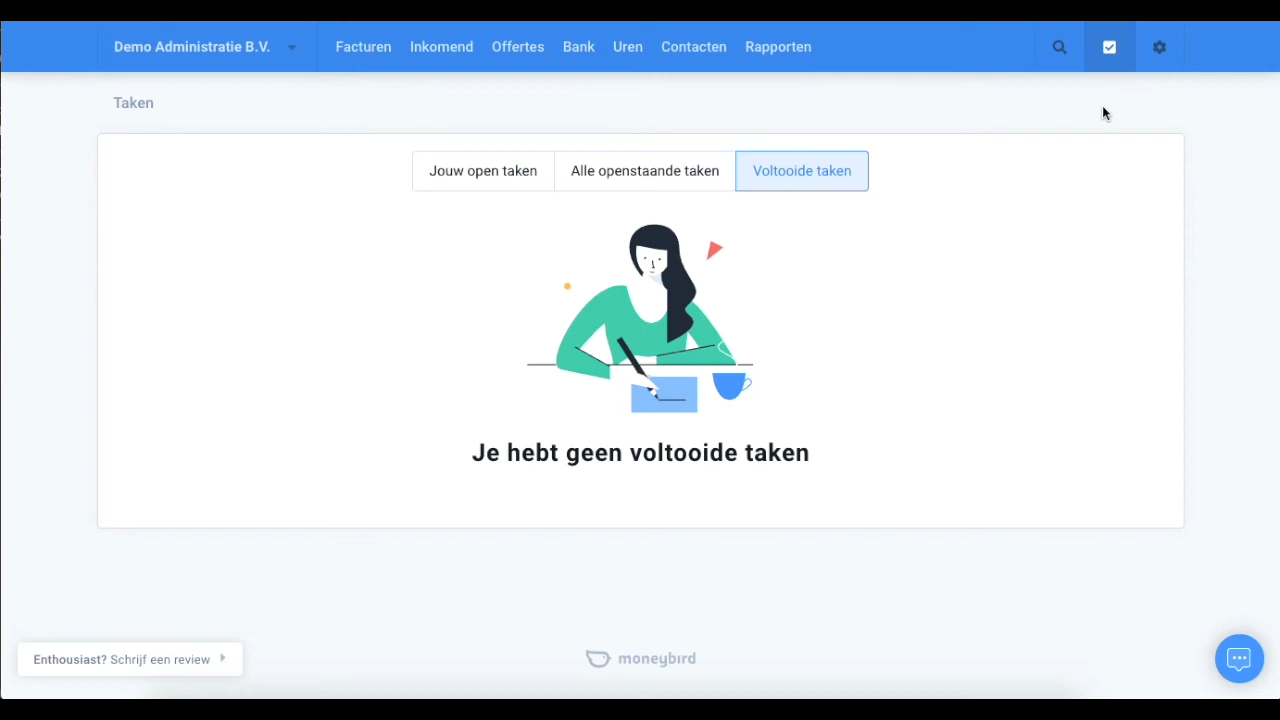 Demo Administratie B.V. Facturen Inkomend Offertes Bank Uren Contacten Rapporten
Taken
Jouw open taken Alle openstaande taken Voltooide taken
Je hebt geen voltooide taken
Enthousiast? Schrijf een review
moneybird